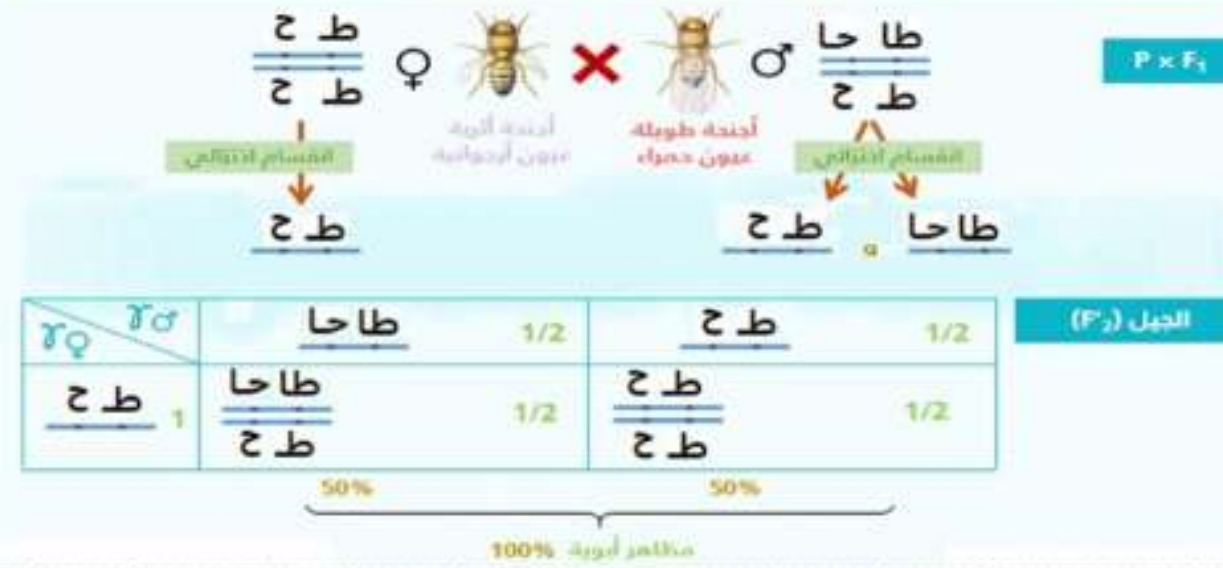 P × F₁
طا حا
ط ح
♂
×
♀
ط ح
ط ح
أجنحة طويلة
عيون حمراء
أجنحة أثرية
عيون أرجوانية
انقسام اختزالي
انقسام اختزالي
طا حا
و
ط ح
ط ح
الجيل (F'₂)
γ♂
γ♀
طا حا 1/2
ط ح 1/2
ط ح 1
طا حا
ط ح
1/2
ط ح
ط ح
1/2
50%
50%
مظاهر أبوية 100%